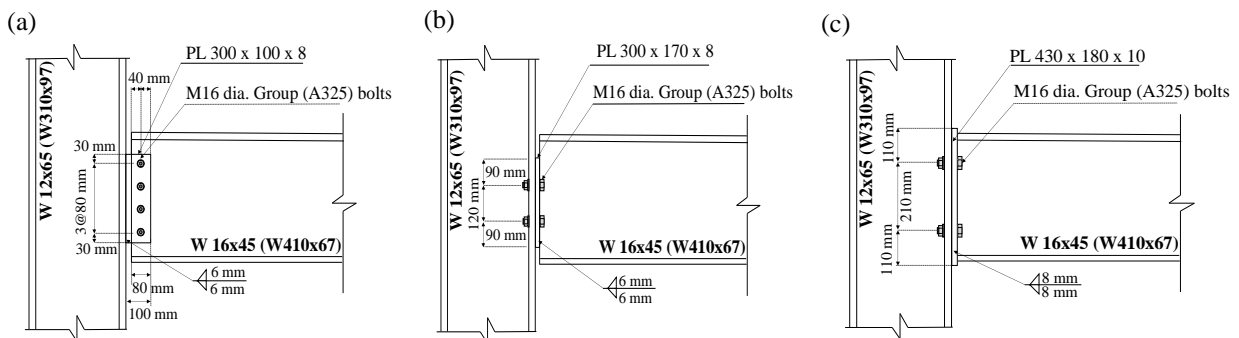 (a)
PL 300 x 100 x 8
40 mm
M16 dia. Group (A325) bolts
30 mm
W 12x65 (W310x97)
3@80 mm
30 mm
W 16x45 (W410x67)
6 mm
6 mm
80 mm
100 mm
(b)
PL 300 x 170 x 8
M16 dia. Group (A325) bolts
W 12x65 (W310x97)
90 mm
120 mm
90 mm
W 16x45 (W410x67)
6 mm
6 mm
(c)
PL 430 x 180 x 10
M16 dia. Group (A325) bolts
W 12x65 (W310x97)
110 mm
210 mm
110 mm
W 16x45 (W410x67)
8 mm
8 mm